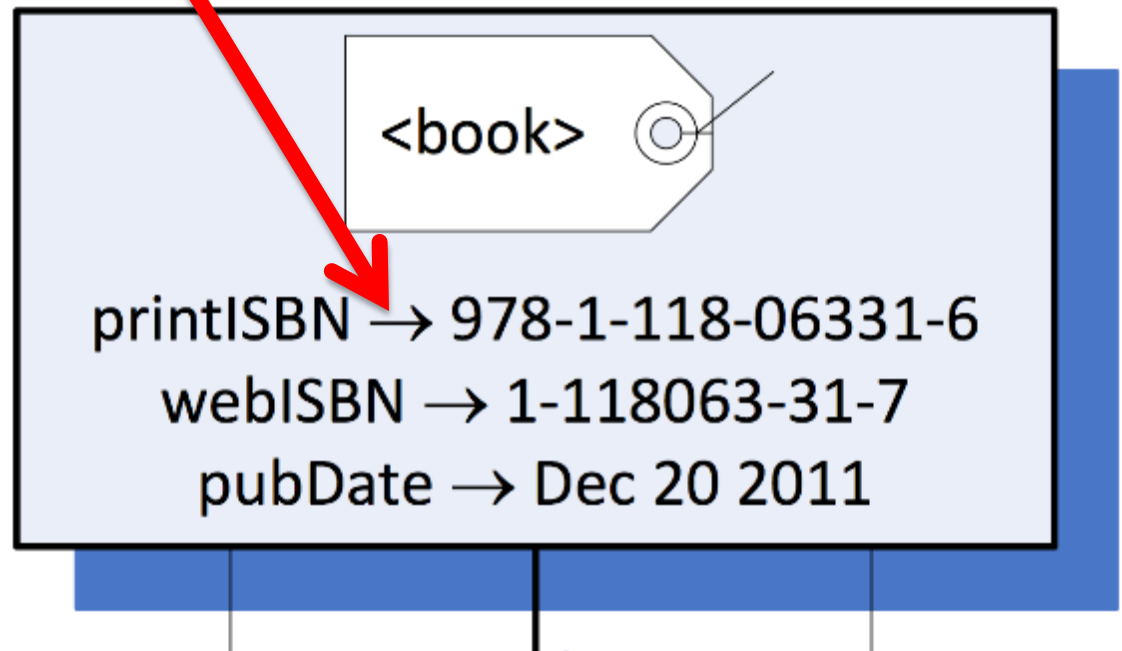 <book>
printISBN → 978-1-118-06331-6
webISBN → 1-118063-31-7
pubDate → Dec 20 2011